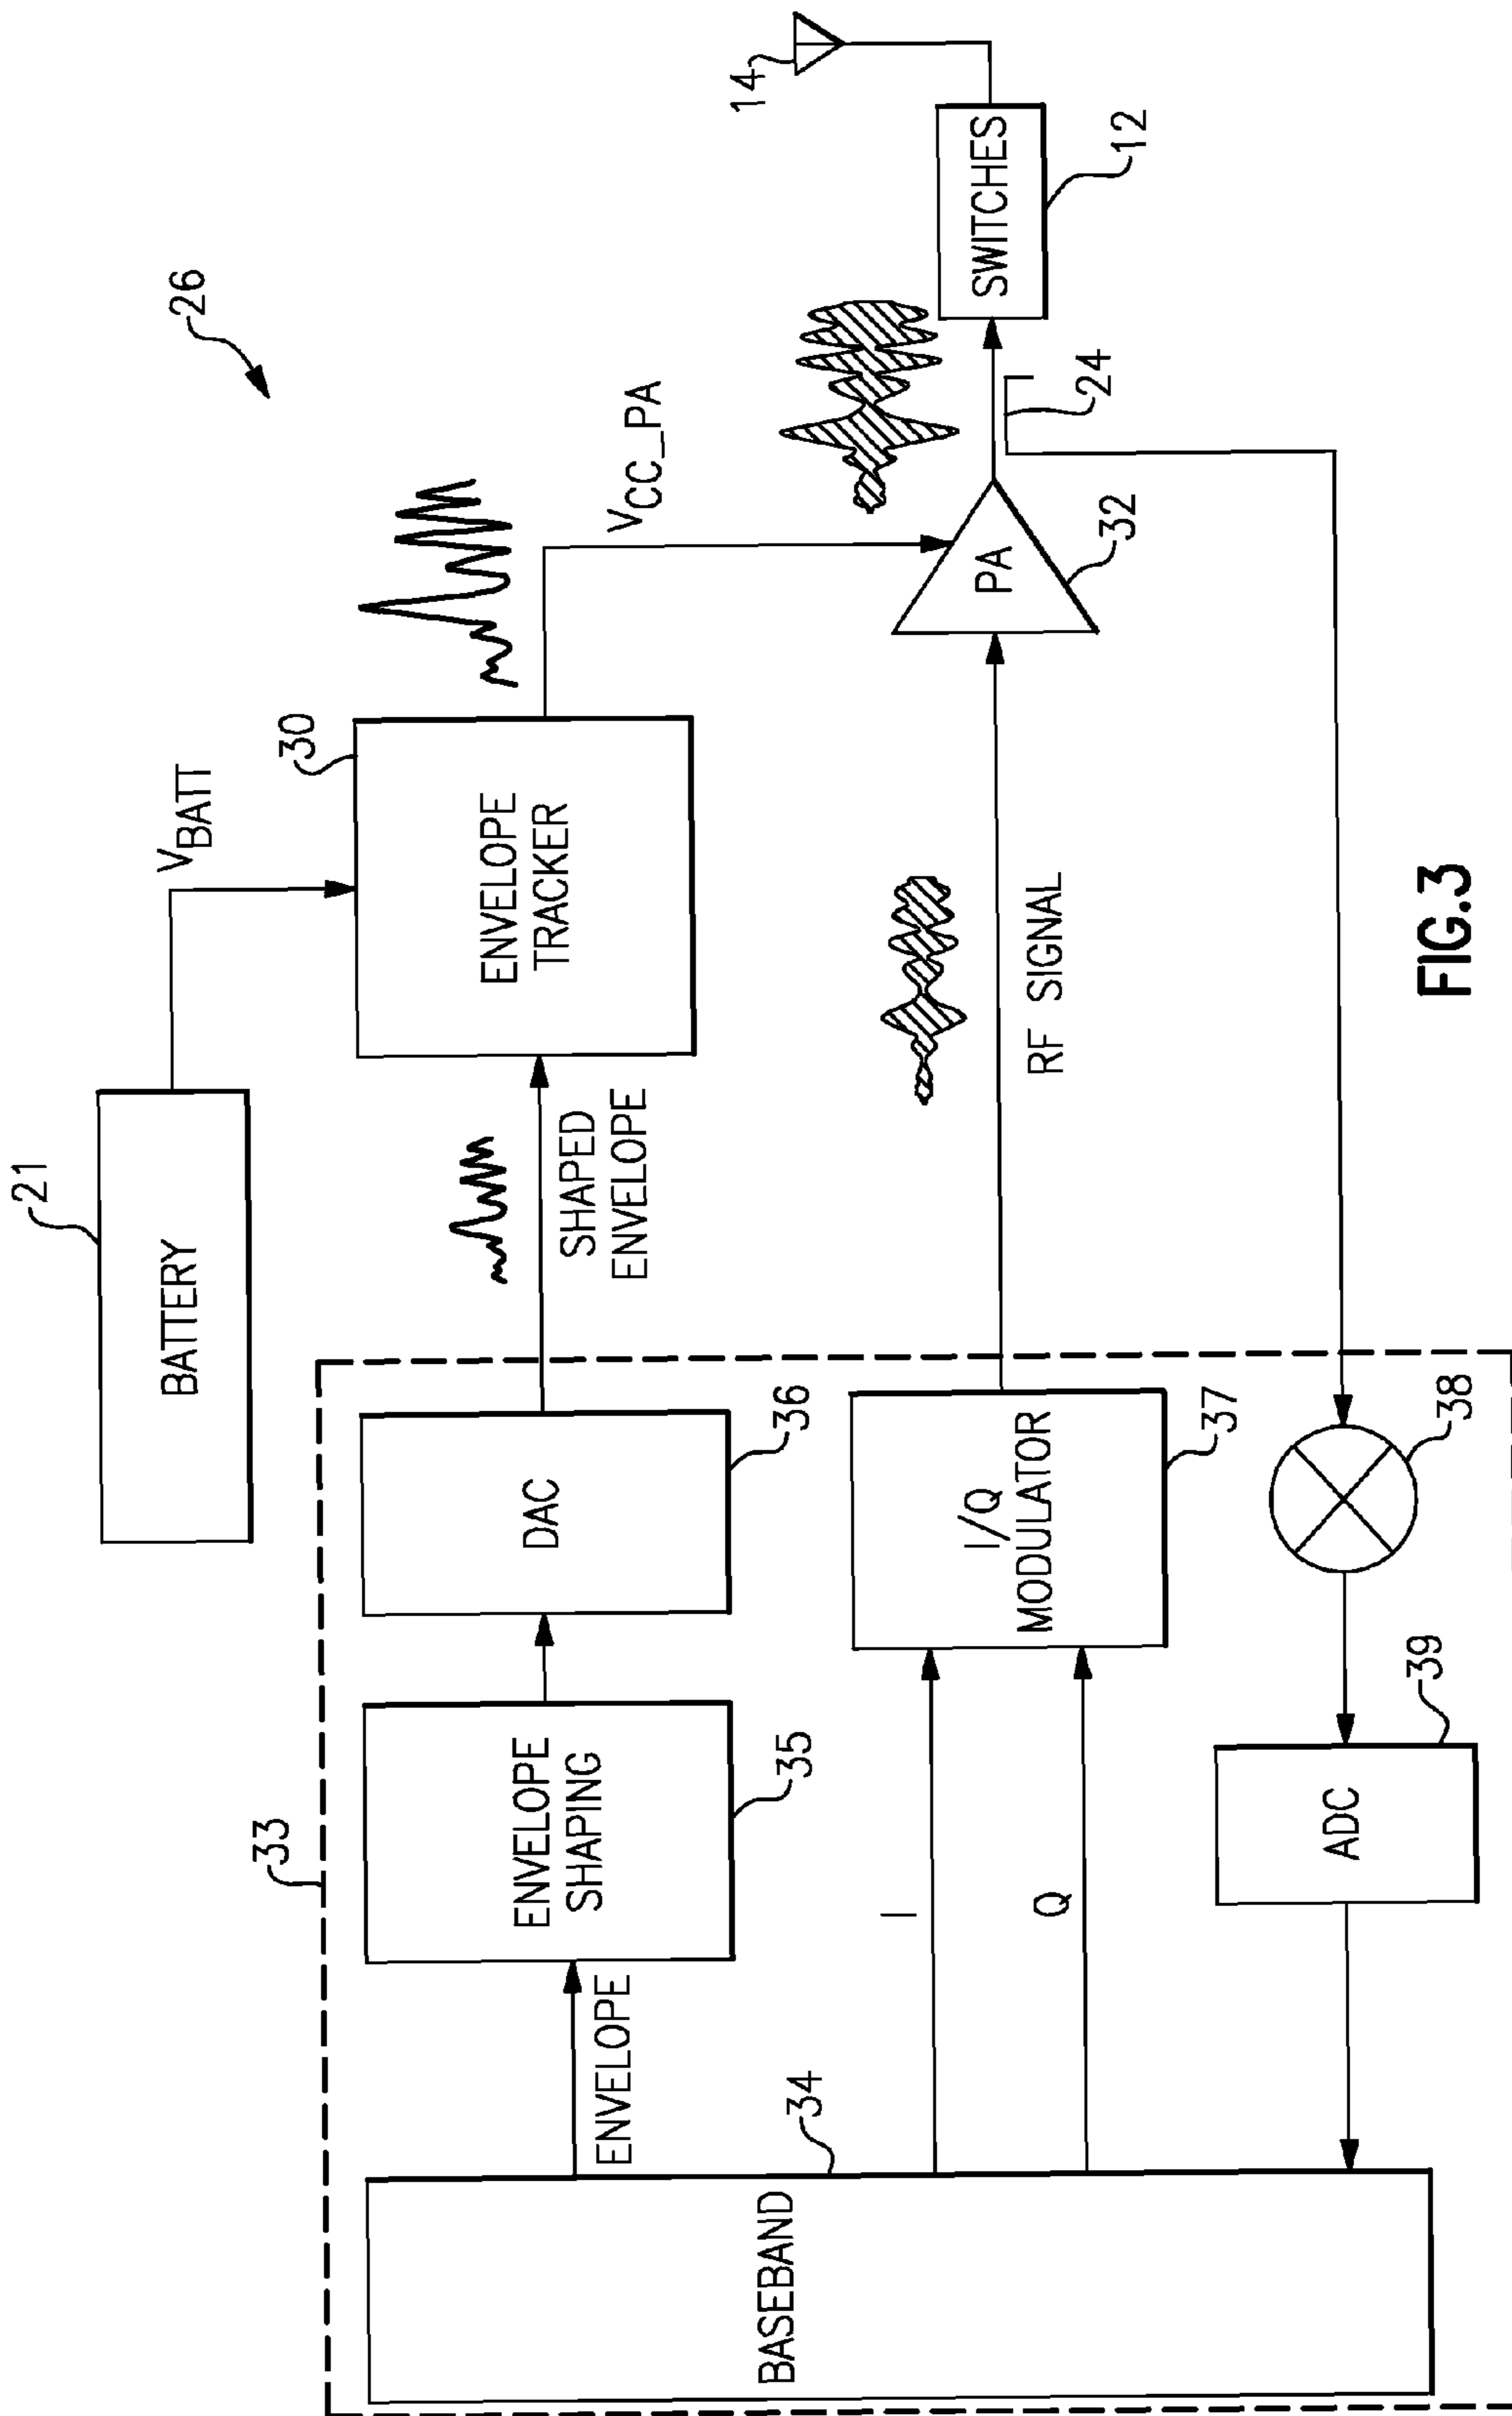 26
21
BATTERY
VBATT
33
30
ENVELOPE
TRACKER
VCC_PA
ENVELOPE
SHAPING
35
DAC
36
SHAPED
ENVELOPE
ENVELOPE
BASEBAND
34
I
Q
I/Q
MODULATOR
37
RF SIGNAL
PA
32
24
SWITCHES
12
14
ADC
39
38
FIG.3